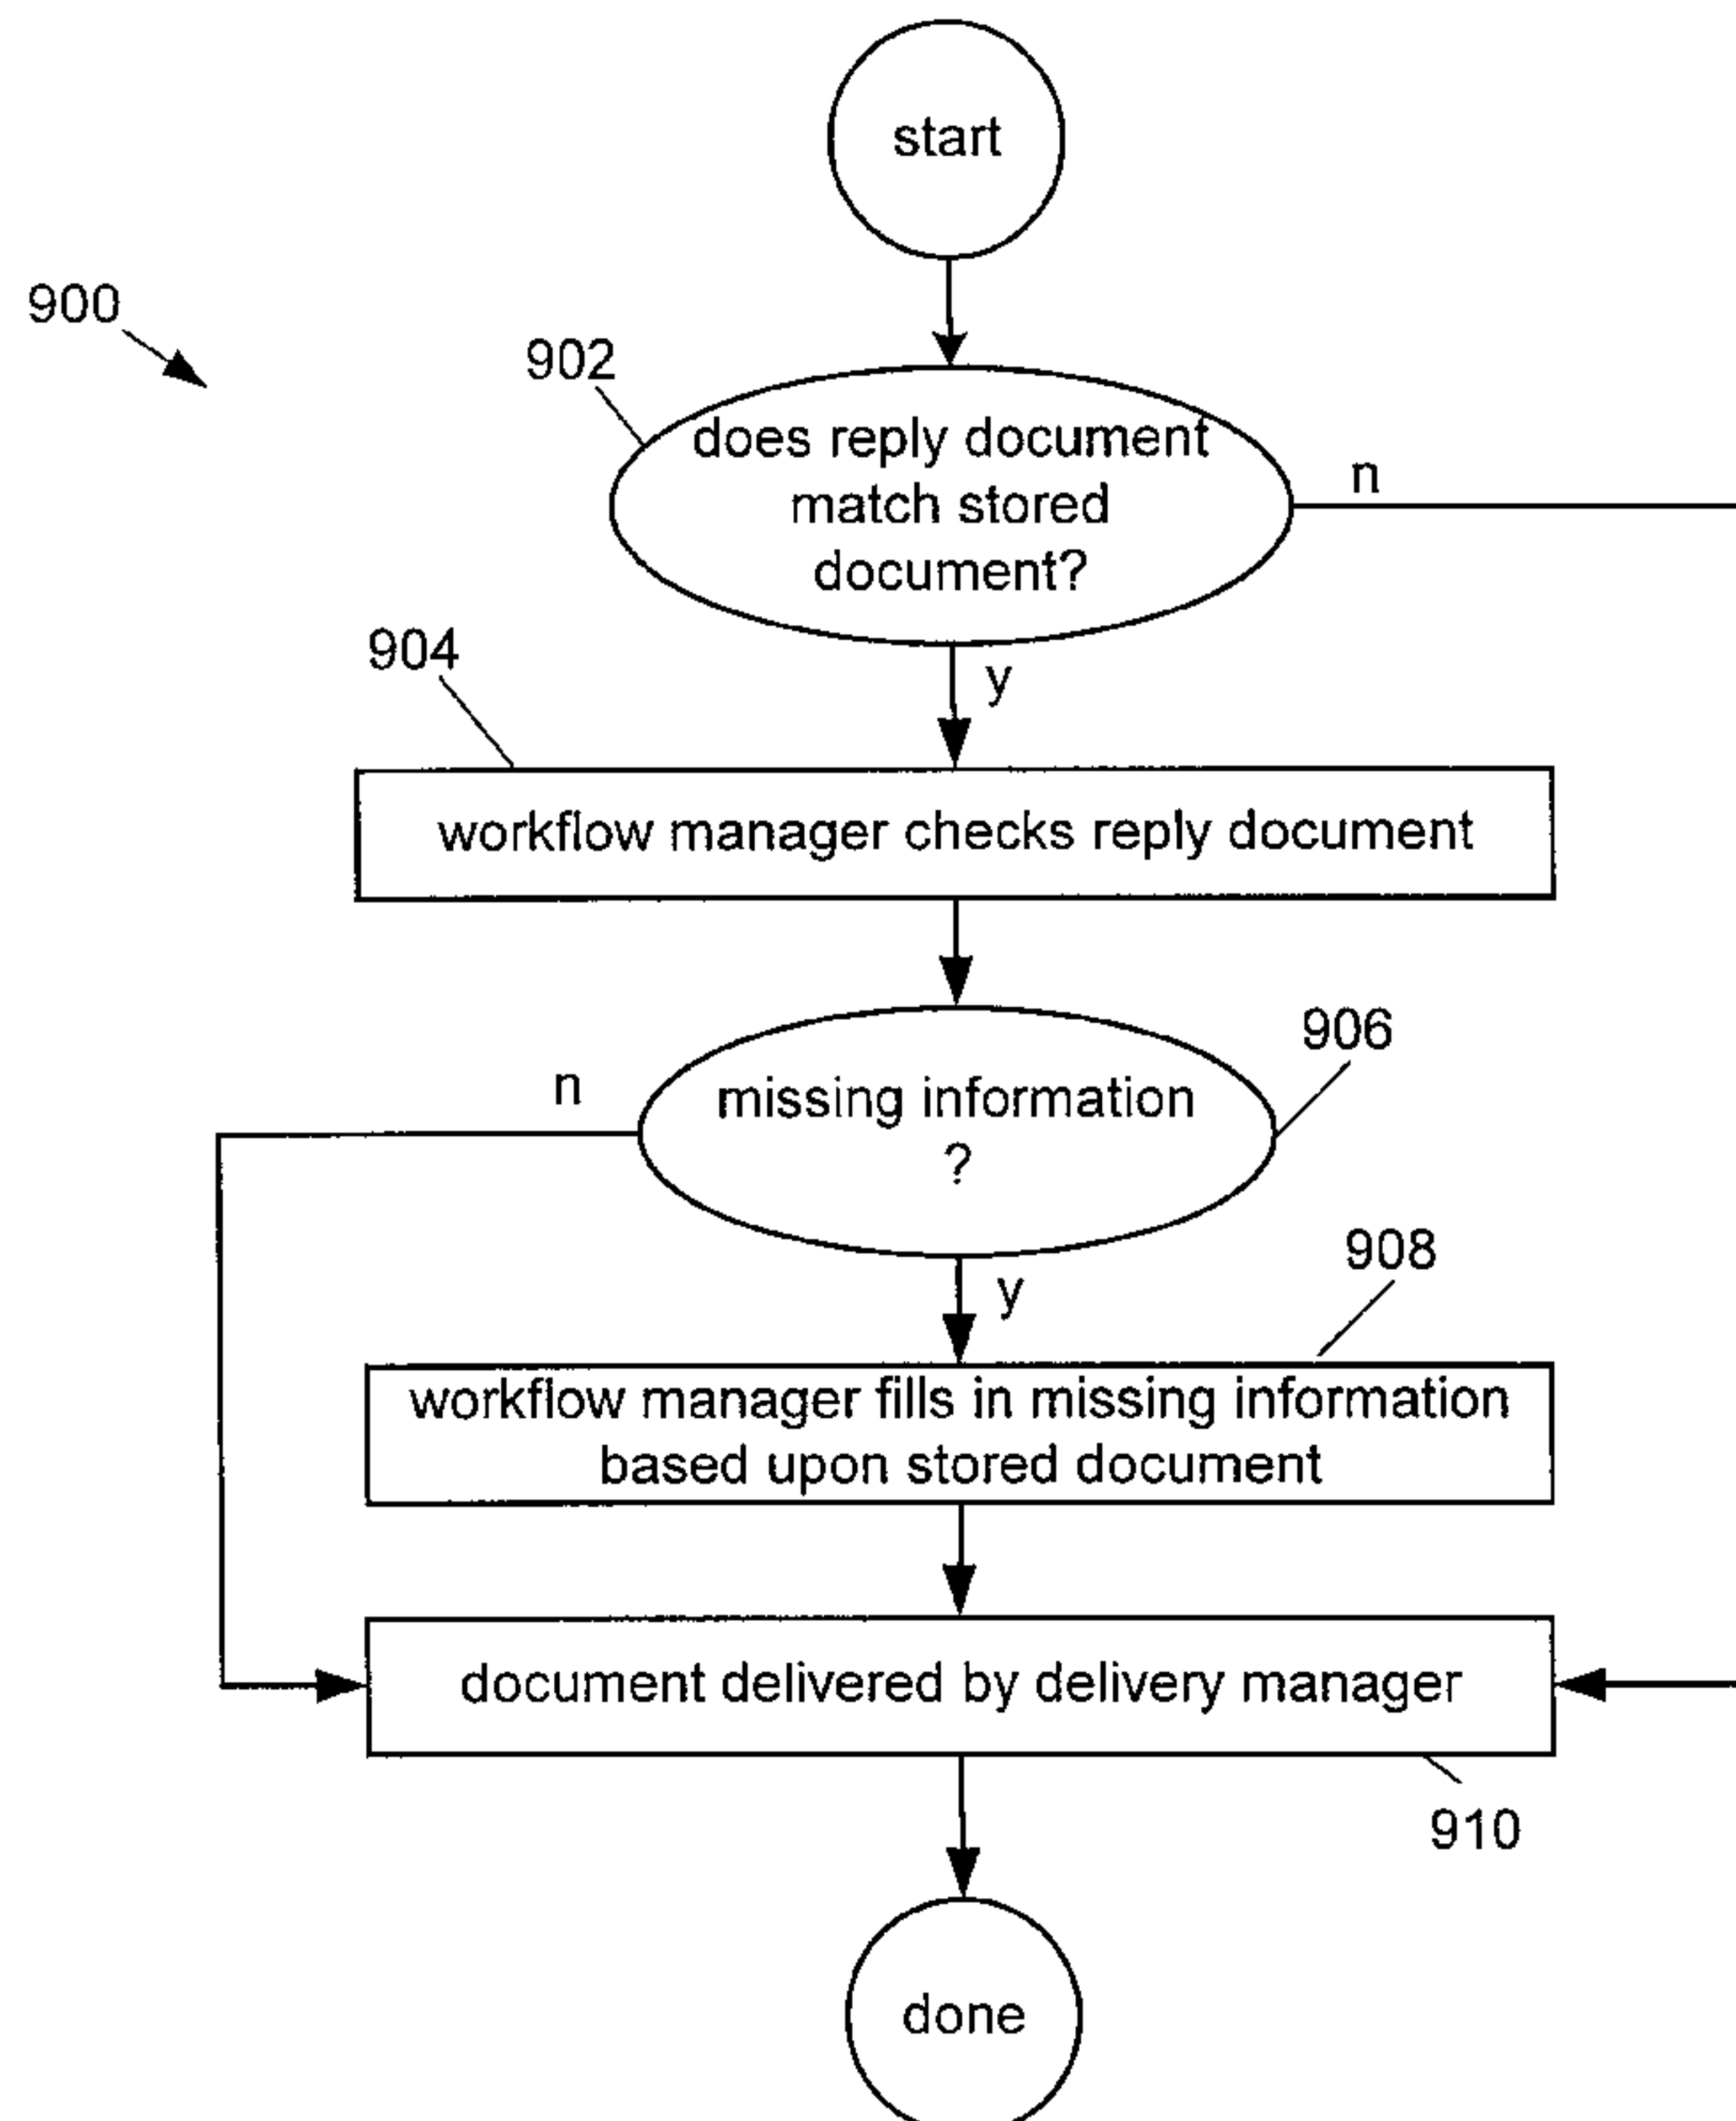 start
900
902
does reply document
match stored
document?
n
904
y
workflow manager checks reply document
906
n
missing information
?
908
y
workflow manager fills in missing information
based upon stored document
document delivered by delivery manager
910
done